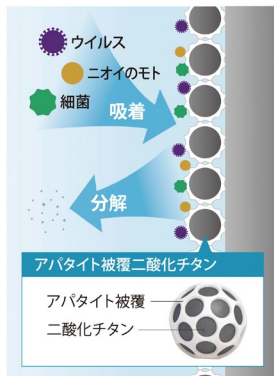 ウイルス
ニオイのモト
細菌
吸着
分解
アパタイト被覆二酸化チタン
アパタイト被覆
二酸化チタン